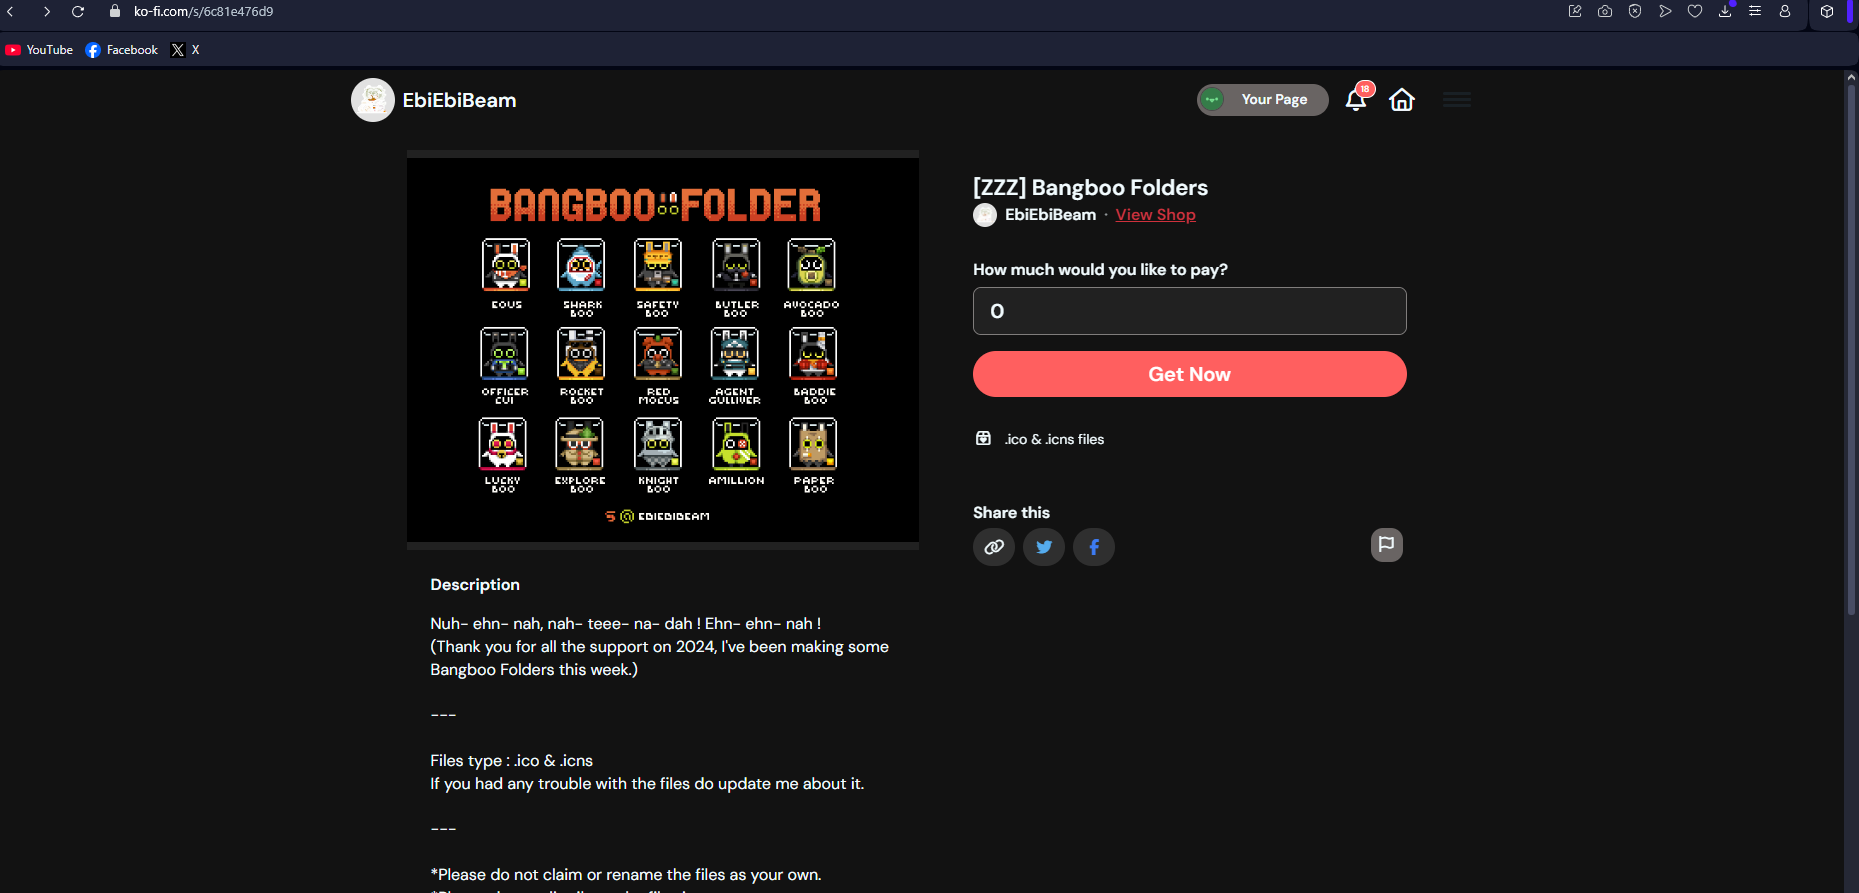 ko-fi.com/s/6c81e476d9
YouTube Facebook X
EbiEbiBeam
Your Page
18
BANGBOO FOLDER
EOUS SHARK BOO SAFETY BOO BUTLER BOO AVOCADO BOO
OFFICER CUI ROCKET BOO RED MOCUS AGENT GULLIVER BADDIE BOO
LUCKY BOO EXPLORE BOO KNIGHT BOO AMILLION PAPER BOO
@ EBIEBIBEAM
[ZZZ] Bangboo Folders
EbiEbiBeam · View Shop
How much would you like to pay?
0
Get Now
.ico & .icns files
Share this
Description
Nuh- ehn- nah, nah- teee- na- dah ! Ehn- ehn- nah !
(Thank you for all the support on 2024, I've been making some
Bangboo Folders this week.)
---
Files type : .ico & .icns
If you had any trouble with the files do update me about it.
---
*Please do not claim or rename the files as your own.